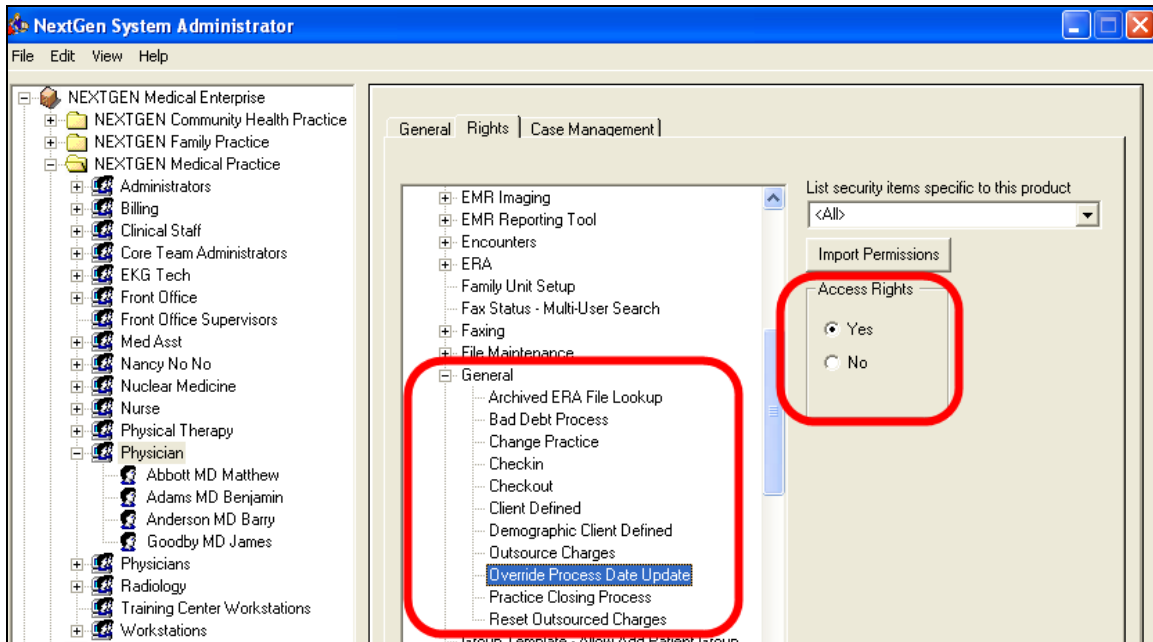 NextGen System Administrator
File Edit View Help
NEXTGEN Medical Enterprise
NEXTGEN Community Health Practice
NEXTGEN Family Practice
NEXTGEN Medical Practice
Administrators
Billing
Clinical Staff
Core Team Administrators
EKG Tech
Front Office
Front Office Supervisors
Med Asst
Nancy No No
Nuclear Medicine
Nurse
Physical Therapy
Physician
Abbott MD Matthew
Adams MD Benjamin
Anderson MD Barry
Goodby MD James
Physicians
Radiology
Training Center Workstations
Workstations
General Rights Case Management
EMR Imaging
EMR Reporting Tool
Encounters
ERA
Family Unit Setup
Fax Status - Multi-User Search
Faxing
File Maintenance
General
Archived ERA File Lookup
Bad Debt Process
Change Practice
Checkin
Checkout
Client Defined
Demographic Client Defined
Outsource Charges
Override Process Date Update
Practice Closing Process
Reset Outsourced Charges
Group Template - Allow Add Patient Group
List security items specific to this product
<All>
Import Permissions
Access Rights
Yes
No